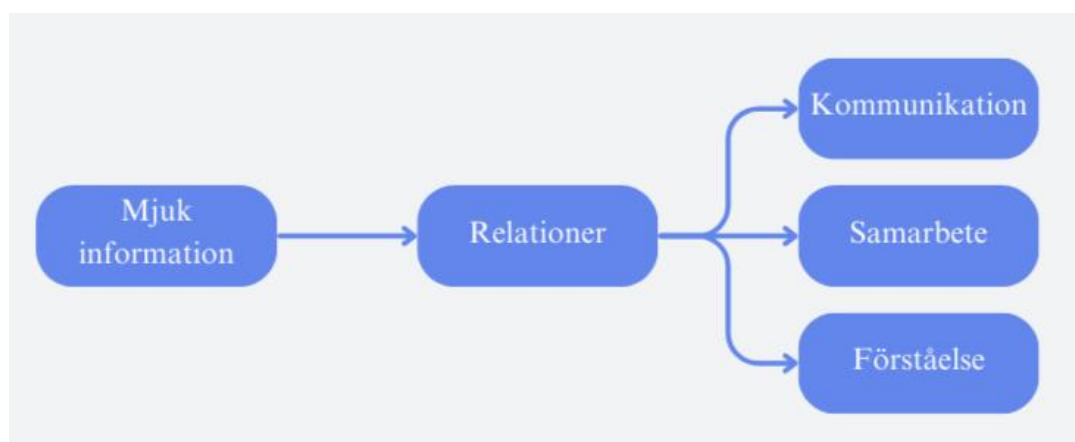 Mjuk
information
Relationer
Kommunikation
Samarbete
Förståelse